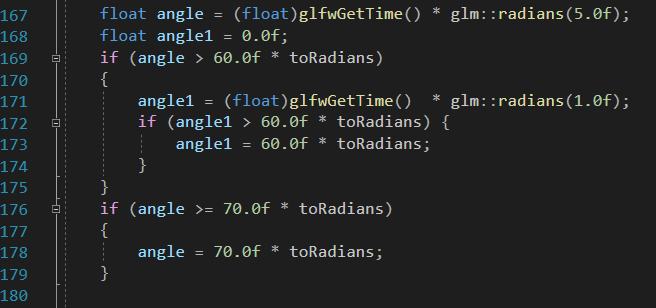 167 float angle = (float)glfwGetTime() * glm::radians(5.0f);
168 float angle1 = 0.0f;
169 if (angle > 60.0f * toRadians)
170 {
171 angle1 = (float)glfwGetTime()  * glm::radians(1.0f);
172 if (angle1 > 60.0f * toRadians) {
173 angle1 = 60.0f * toRadians;
174 }
175 }
176 if (angle >= 70.0f * toRadians)
177 {
178 angle = 70.0f * toRadians;
179 }
180